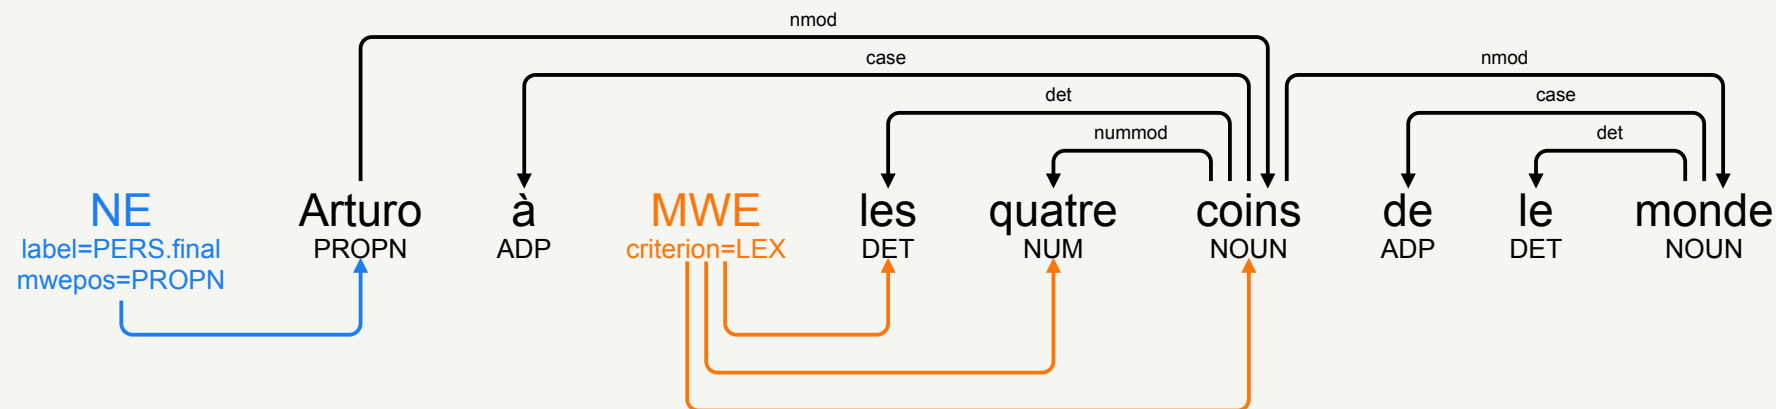 nmod
case nmod
det case
nummod det
NE Arturo à MWE les quatre coins de le monde
label=PERS.final PROPN ADP criterion=LEX DET NUM NOUN ADP DET NOUN
mwepos=PROPN